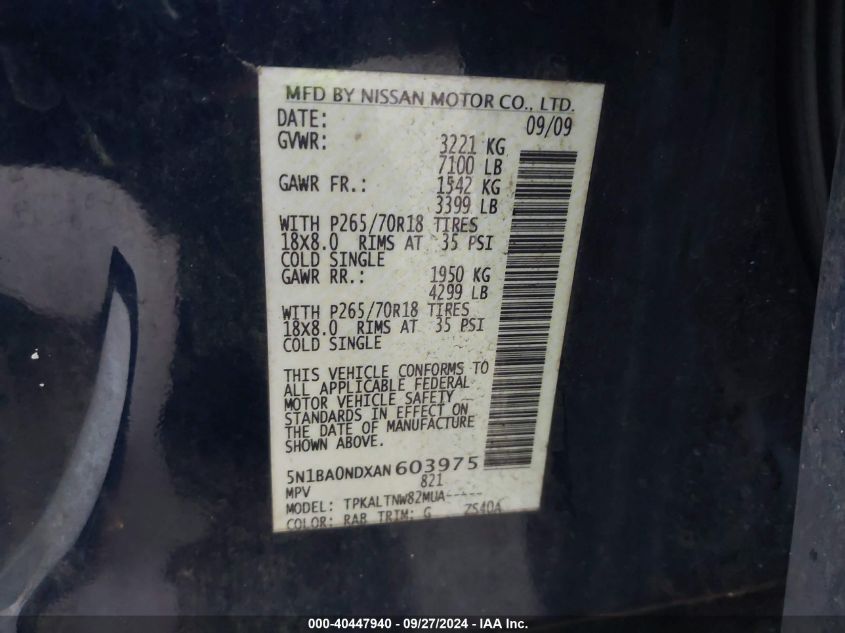 MFD BY NISSAN MOTOR CO., LTD.
DATE: 09/09
GVWR: 3221 KG
7100 LB
GAWR FR.: 1542 KG
3399 LB
WITH P265/70R18 TIRES
18X8.0 RIMS AT 35 PSI
COLD SINGLE
GAWR RR.: 1950 KG
4299 LB
WITH P265/70R18 TIRES
18X8.0 RIMS AT 35 PSI
COLD SINGLE
THIS VEHICLE CONFORMS TO
ALL APPLICABLE FEDERAL
MOTOR VEHICLE SAFETY
STANDARDS IN EFFECT ON
THE DATE OF MANUFACTURE
SHOWN ABOVE.
5N1BA0NDXAN603975
MPV 821
MODEL: TPKALTNW82MUA-----
COLOR: RAB TRIM: G ZS40A
000-40447940 - 09/27/2024 - IAA Inc.